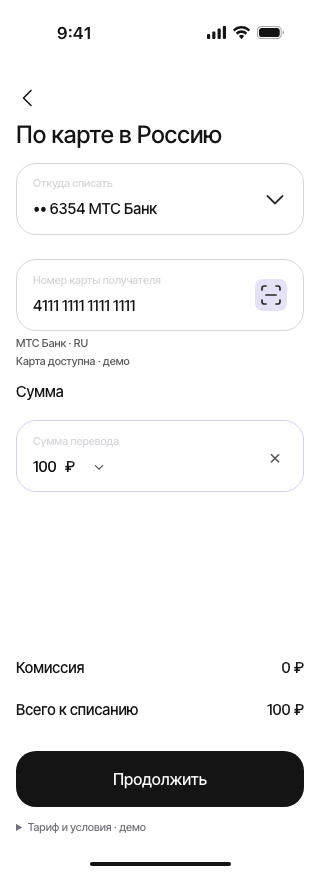 9:41
По карте в Россию
Откуда списать
•• 6354 МТС Банк
Номер карты получателя
4111 1111 1111 1111
МТС Банк · RU
Карта доступна · демо
Сумма
Сумма перевода
100 ₽
Комиссия 0 ₽
Всего к списанию 100 ₽
Продолжить
Тариф и условия · демо